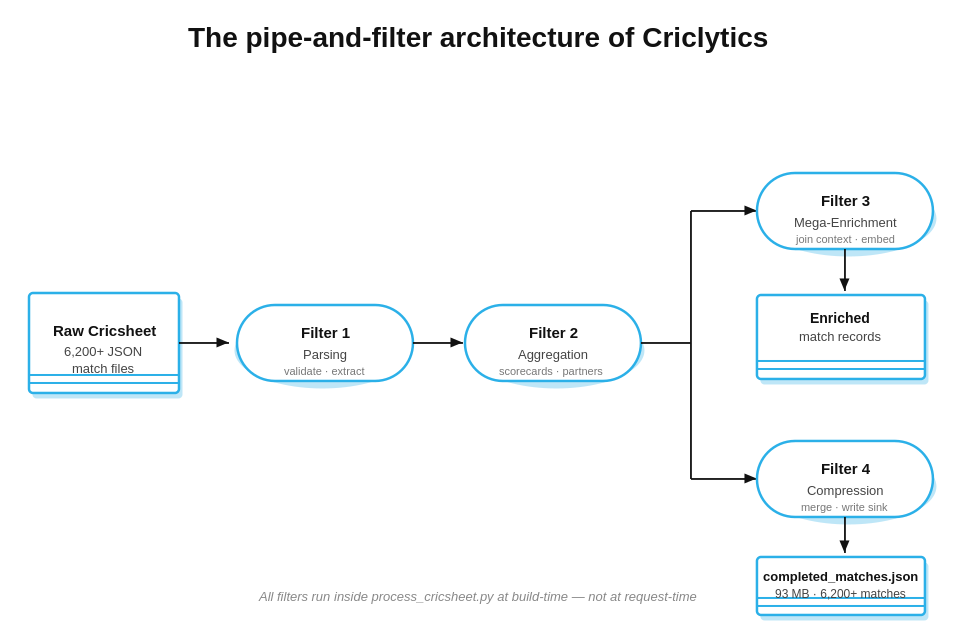 The pipe-and-filter architecture of Criclytics
Raw Cricsheet
6,200+ JSON
match files
Filter 1
Parsing
validate · extract
Filter 2
Aggregation
scorecards · partners
Filter 3
Mega-Enrichment
join context · embed
Enriched
match records
Filter 4
Compression
merge · write sink
completed_matches.json
93 MB · 6,200+ matches
All filters run inside process_cricsheet.py at build-time — not at request-time